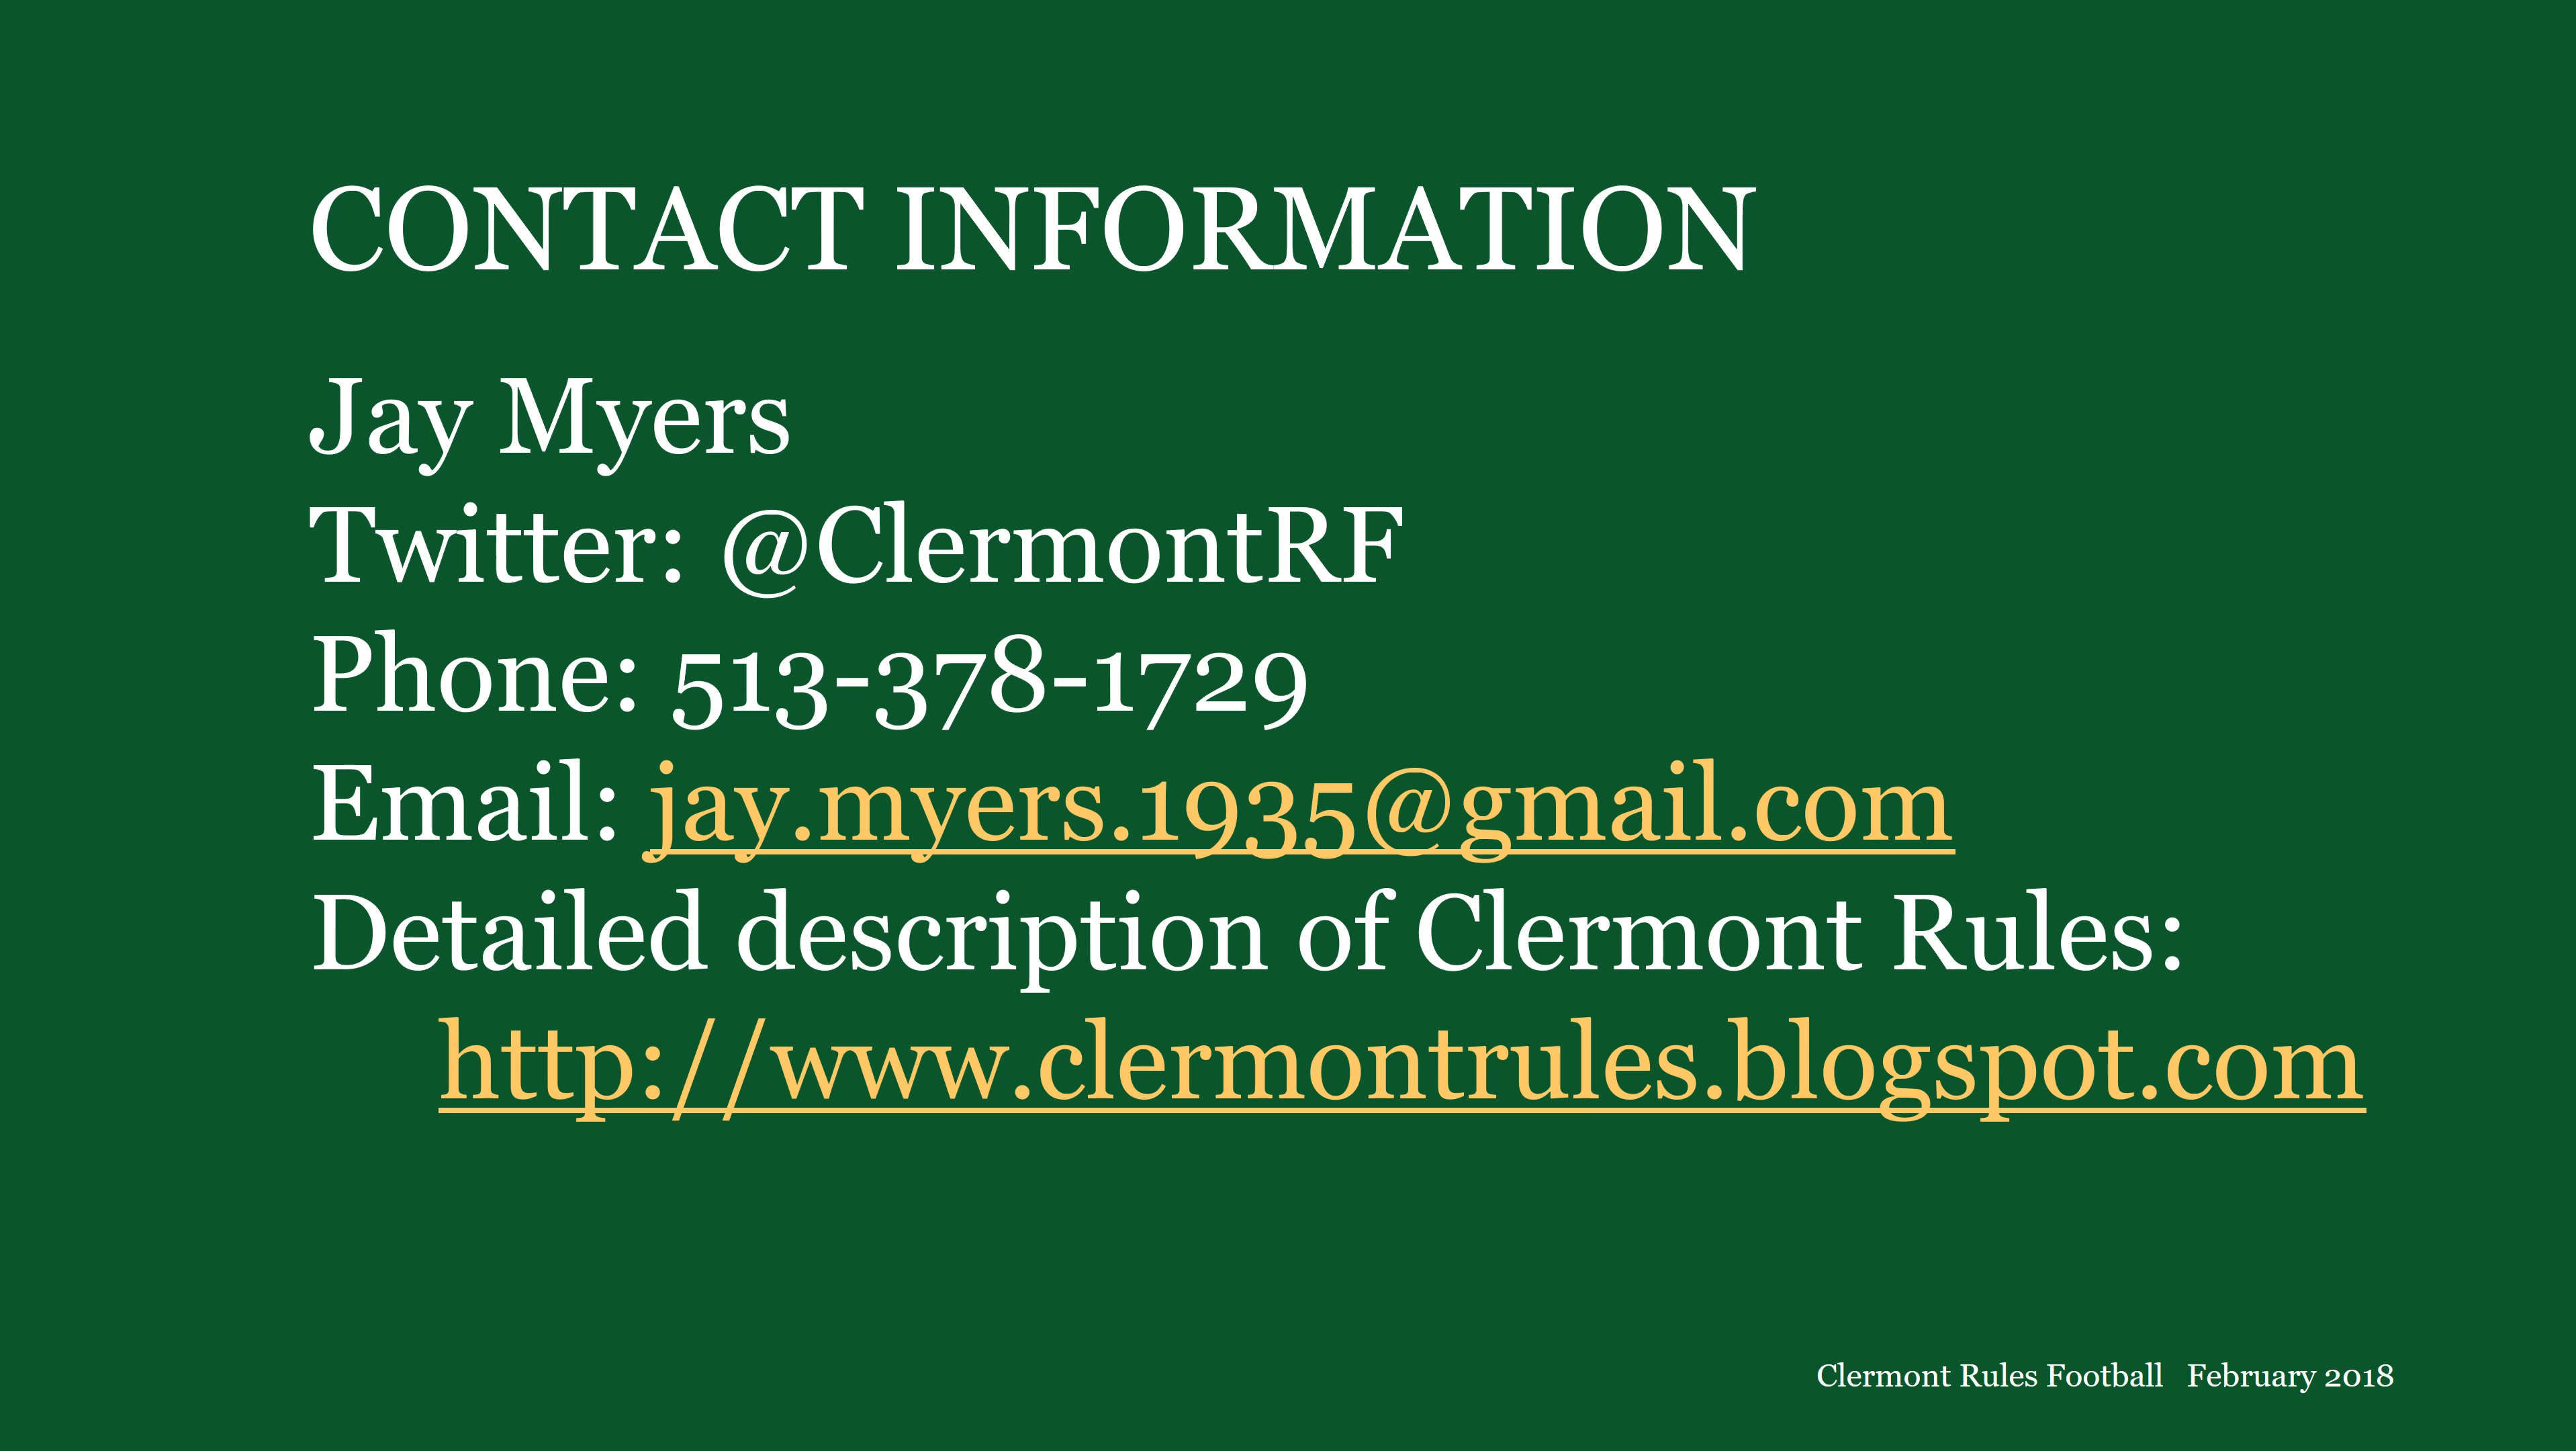 CONTACT INFORMATION
Jay Myers
Twitter: @ClermontRF
Phone: 513-378-1729
Email: jay.myers.1935@gmail.com
Detailed description of Clermont Rules:
http://www.clermontrules.blogspot.com
Clermont Rules Football February 2018